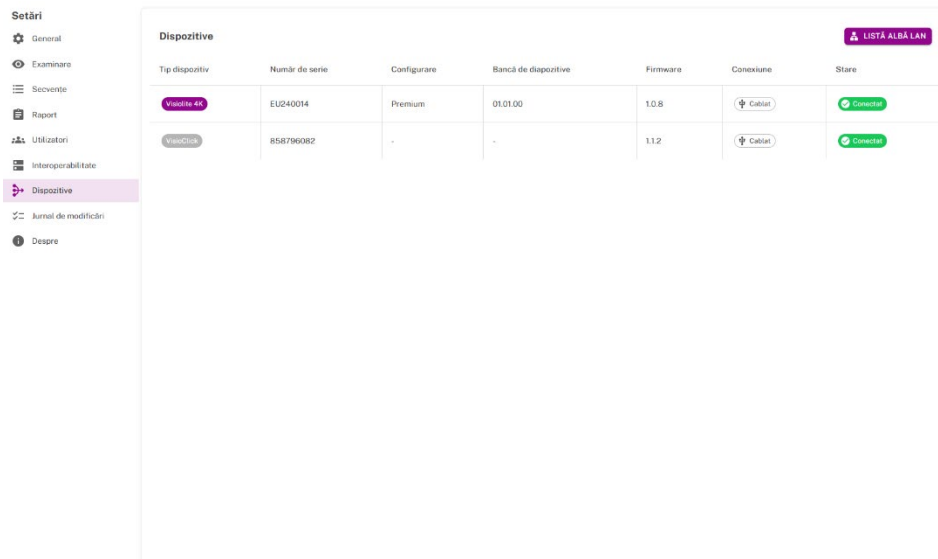 Setări
General
Examinare
Secvențe
Raport
Utilizatori
Interoperabilitate
Dispozitive
Jurnal de modificări
Despre
Dispozitive
LISTĂ ALBĂ LAN
Tip dispozitiv Număr de serie Configurare Bancă de diapozitive Firmware Conexiune Stare
Visiolite 4K EU240014 Premium 01.01.00 1.0.8 Cablat Conectat
VisioClick 858796082 - - 1.1.2 Cablat Conectat